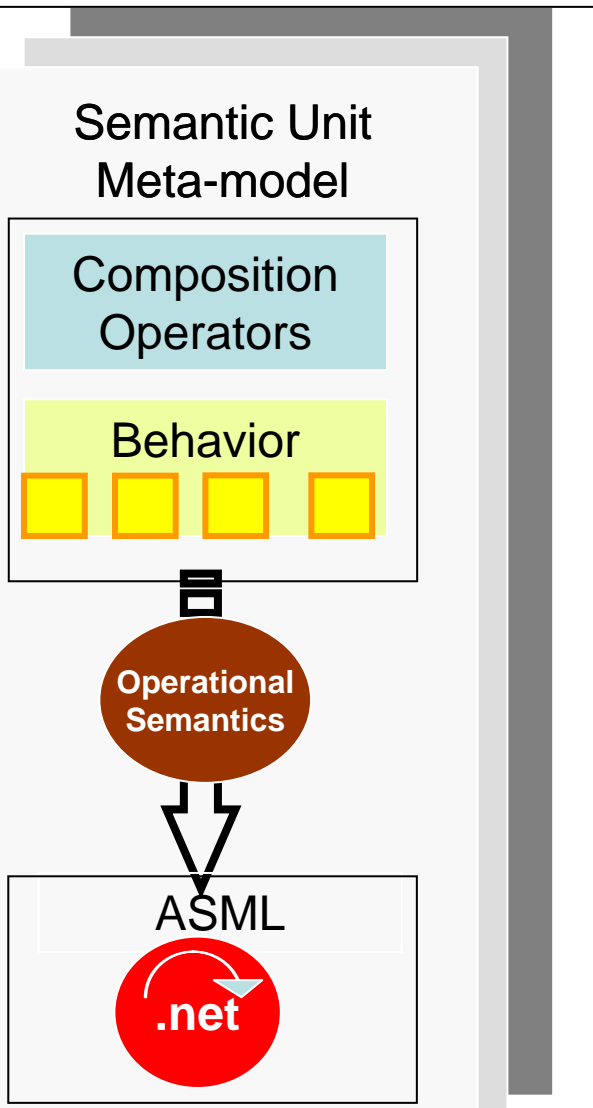 Semantic Unit
Meta-model
Composition
Operators
Behavior
Operational
Semantics
ASML
.net